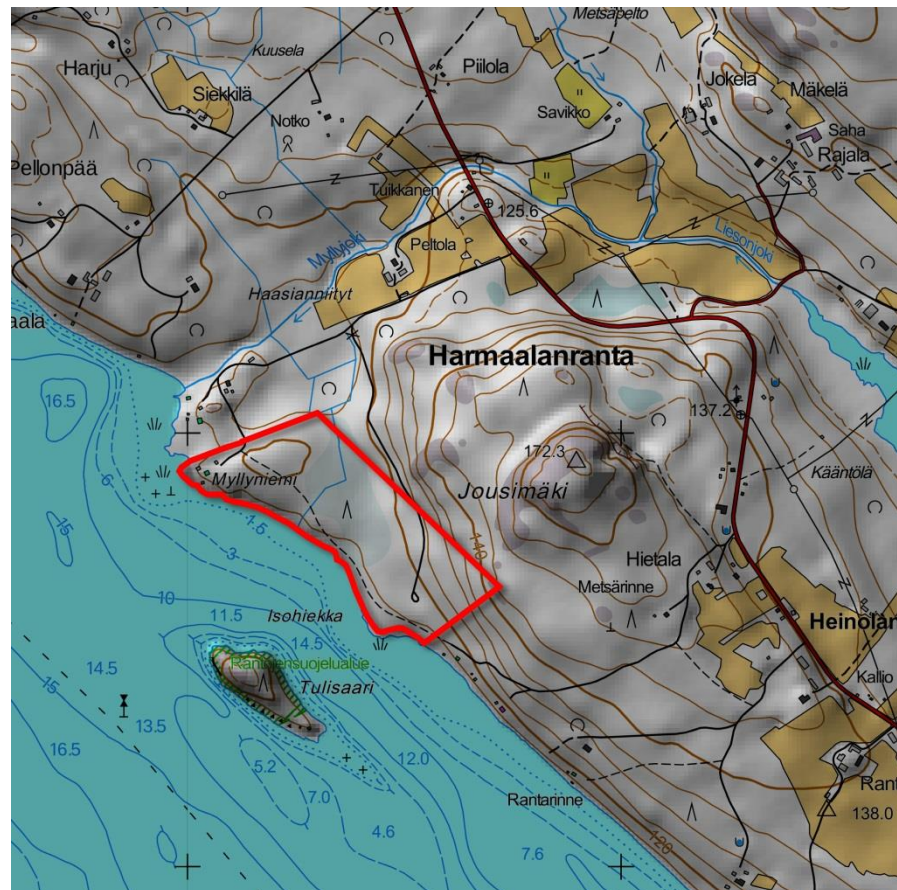 Metsäpelto
Kuusela
Harju
Piilola
Jokela
Siekkilä
Mäkelä
Savikko
Notko
Saha
Rajala
Pellonpää
Tuikkanen
125.6
Liesonjoki
Myllyjoki
Peltola
Haasianniityt
aala
Harmaalanranta
16.5
137.2
172.3
Kääntölä
Myllyniemi
Jousimäki
6
1.5
15
3
140
Hietala
Metsärinne
10
11.5
Isohiekka
Heinolan
14.5
Rantojensuojelualue
14.5
15
Tulisaari
Kallio
13.5
12.0
16.5
5.2
Rant
7.0
Rantarinne
138.0
4.6
120
7.6